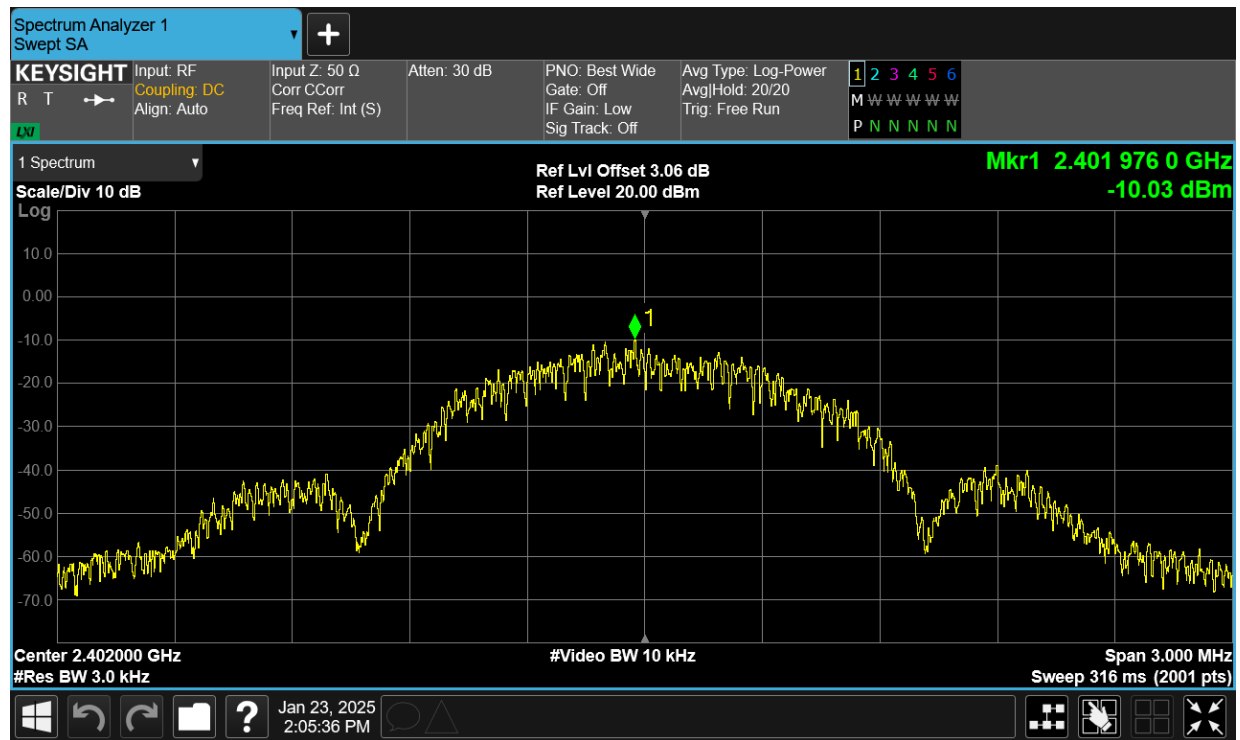 Spectrum Analyzer 1
Swept SA
KEYSIGHT
R T
LXI
Input: RF
Coupling: DC
Align: Auto
Input Z: 50 Ω
Corr CCorr
Freq Ref: Int (S)
Atten: 30 dB
PNO: Best Wide
Gate: Off
IF Gain: Low
Sig Track: Off
Avg Type: Log-Power
Avg|Hold: 20/20
Trig: Free Run
1 2 3 4 5 6
M W W W W W
P N N N N N
1 Spectrum
Scale/Div 10 dB
Ref Lvl Offset 3.06 dB
Ref Level 20.00 dBm
Mkr1 2.401 976 0 GHz
-10.03 dBm
Log
10.0
0.00
-10.0
-20.0
-30.0
-40.0
-50.0
-60.0
-70.0
1
Center 2.402000 GHz
#Res BW 3.0 kHz
#Video BW 10 kHz
Span 3.000 MHz
Sweep 316 ms (2001 pts)
?
Jan 23, 2025
2:05:36 PM